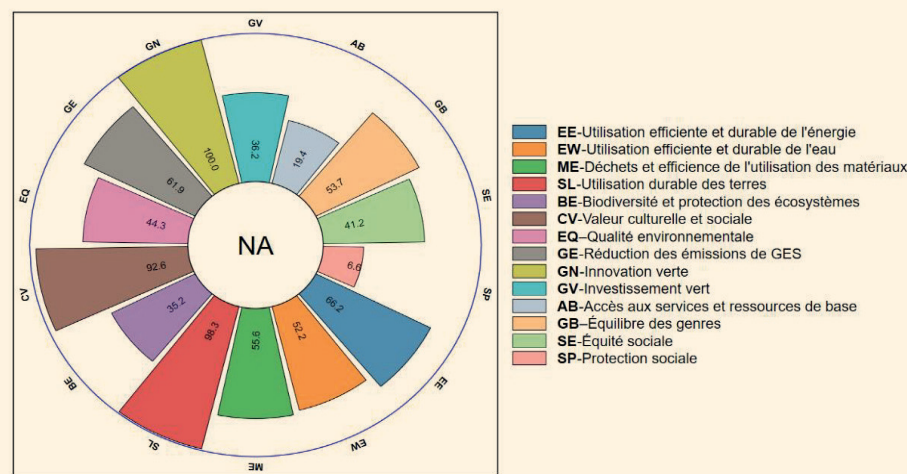 GV
AB
GB
SE
SP
EE
EW
ME
SL
BE
CV
EQ
GE
GN
36.2
19.4
53.7
41.2
6.6
66.2
52.2
55.6
98.3
35.2
92.6
44.3
61.9
100.0
NA
EE-Utilisation efficiente et durable de l'énergie
EW-Utilisation efficiente et durable de l'eau
ME-Déchets et efficience de l'utilisation des matériaux
SL-Utilisation durable des terres
BE-Biodiversité et protection des écosystèmes
CV-Valeur culturelle et sociale
EQ–Qualité environnementale
GE-Réduction des émissions de GES
GN-Innovation verte
GV-Investissement vert
AB-Accès aux services et ressources de base
GB–Équilibre des genres
SE-Équité sociale
SP-Protection sociale